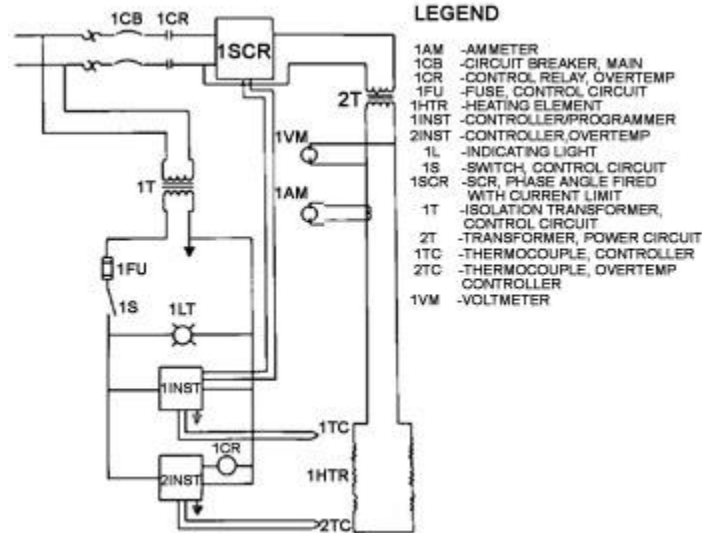 1CB 1CR
1SCR
2T
1VM
1T
1AM
1FU
1S
1LT
1INST
1TC
1CR
2INST
1HTR
2TC
LEGEND
1AM -AMMETER
1CB -CIRCUIT BREAKER, MAIN
1CR -CONTROL RELAY, OVERTEMP
1FU -FUSE, CONTROL CIRCUIT
1HTR -HEATING ELEMENT
1INST -CONTROLLER/PROGRAMMER
2INST -CONTROLLER,OVERTEMP
1L -INDICATING LIGHT
1S -SWITCH, CONTROL CIRCUIT
1SCR -SCR, PHASE ANGLE FIRED
WITH CURRENT LIMIT
1T -ISOLATION TRANSFORMER,
CONTROL CIRCUIT
2T -TRANSFORMER, POWER CIRCUIT
1TC -THERMOCOUPLE, CONTROLLER
2TC -THERMOCOUPLE, OVERTEMP
CONTROLLER
1VM -VOLTMETER